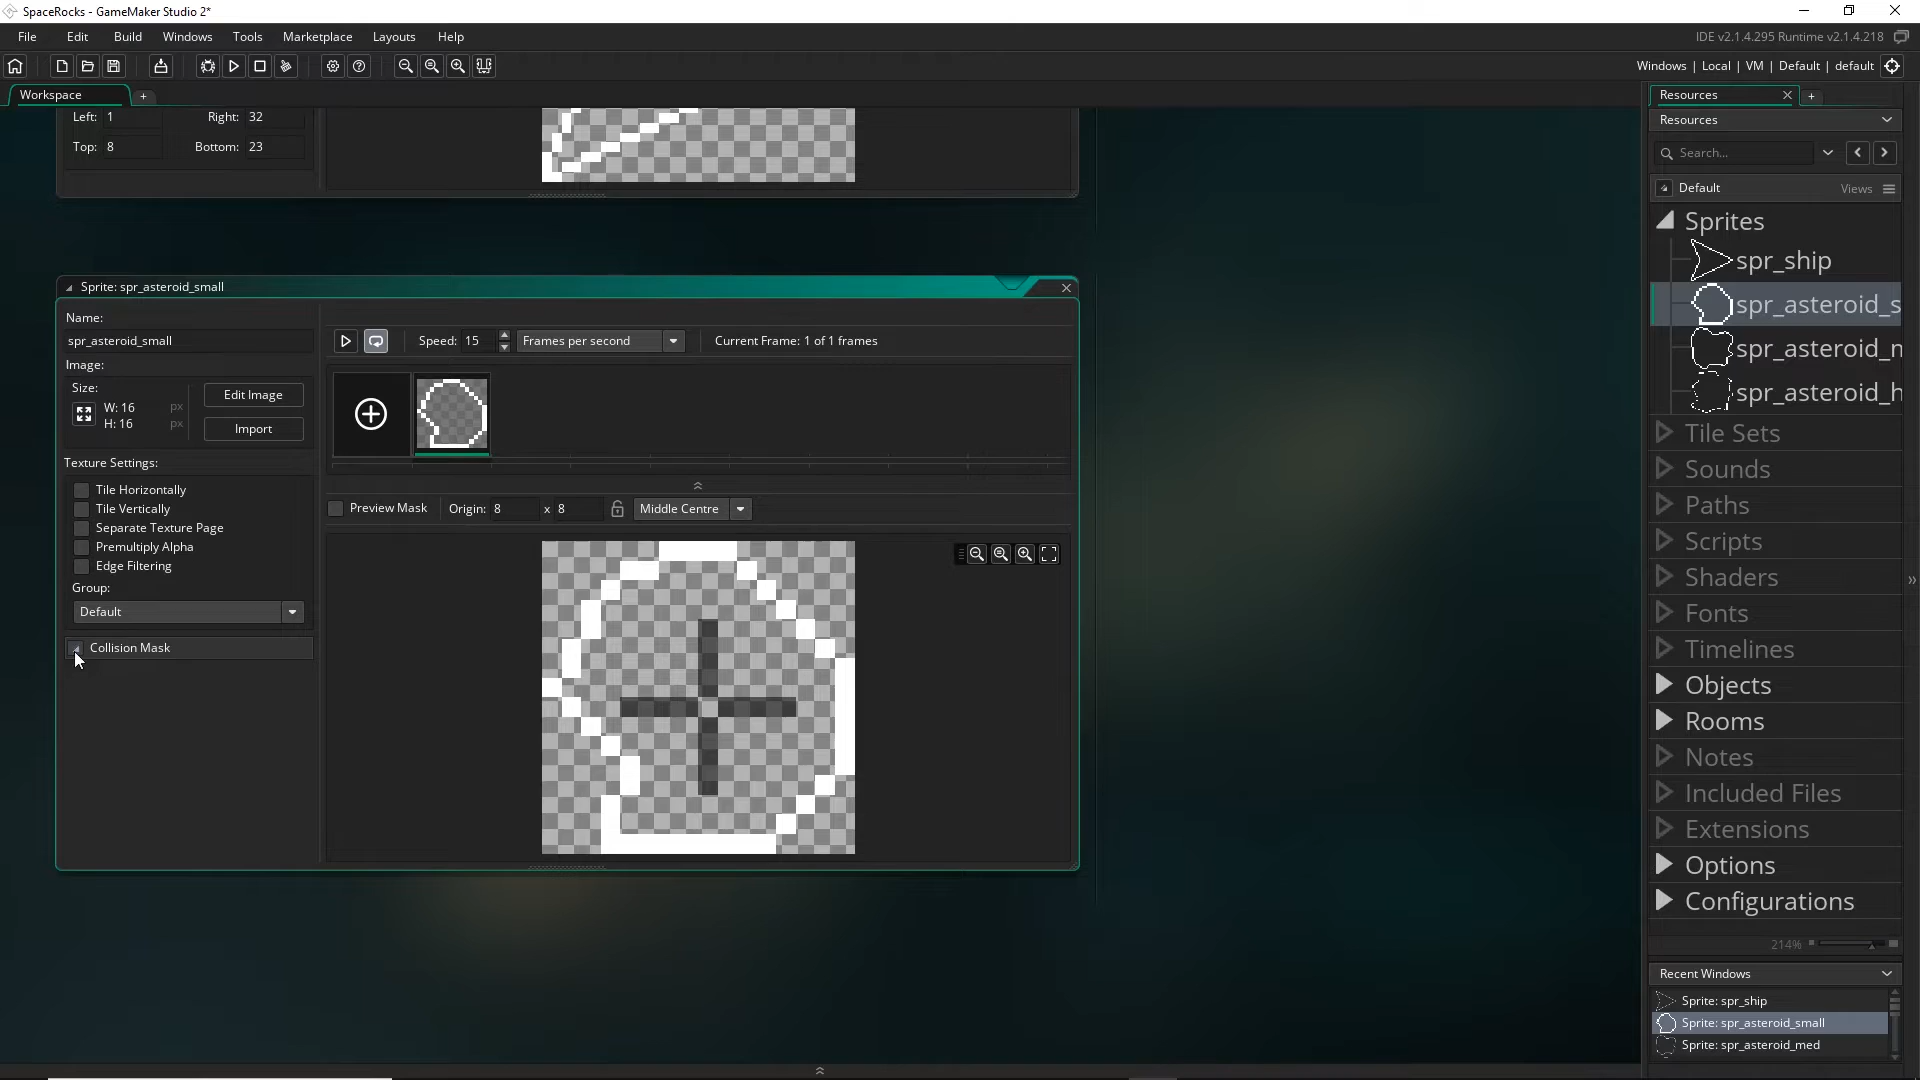 SpaceRocks - GameMaker Studio 2*
File Edit Build Windows Tools Marketplace Layouts Help
IDE v2.1.4.295 Runtime v2.1.4.218
Windows | Local | VM | Default | default
Workspace
Left: 1 Right: 32
Top: 8 Bottom: 23
Sprite: spr_asteroid_small
Name:
spr_asteroid_small
Image:
Size:
W: 16 px
H: 16 px
Edit Image
Import
Texture Settings:
Tile Horizontally
Tile Vertically
Separate Texture Page
Premultiply Alpha
Edge Filtering
Group:
Default
Collision Mask
Speed: 15 Frames per second Current Frame: 1 of 1 frames
Preview Mask Origin: 8 x 8 Middle Centre
Resources
Resources
Search...
Default Views
Sprites
spr_ship
spr_asteroid_s
spr_asteroid_
spr_asteroid_h
Tile Sets
Sounds
Paths
Scripts
Shaders
Fonts
Timelines
Objects
Rooms
Notes
Included Files
Extensions
Options
Configurations
214%
Recent Windows
Sprite: spr_ship
Sprite: spr_asteroid_small
Sprite: spr_asteroid_med